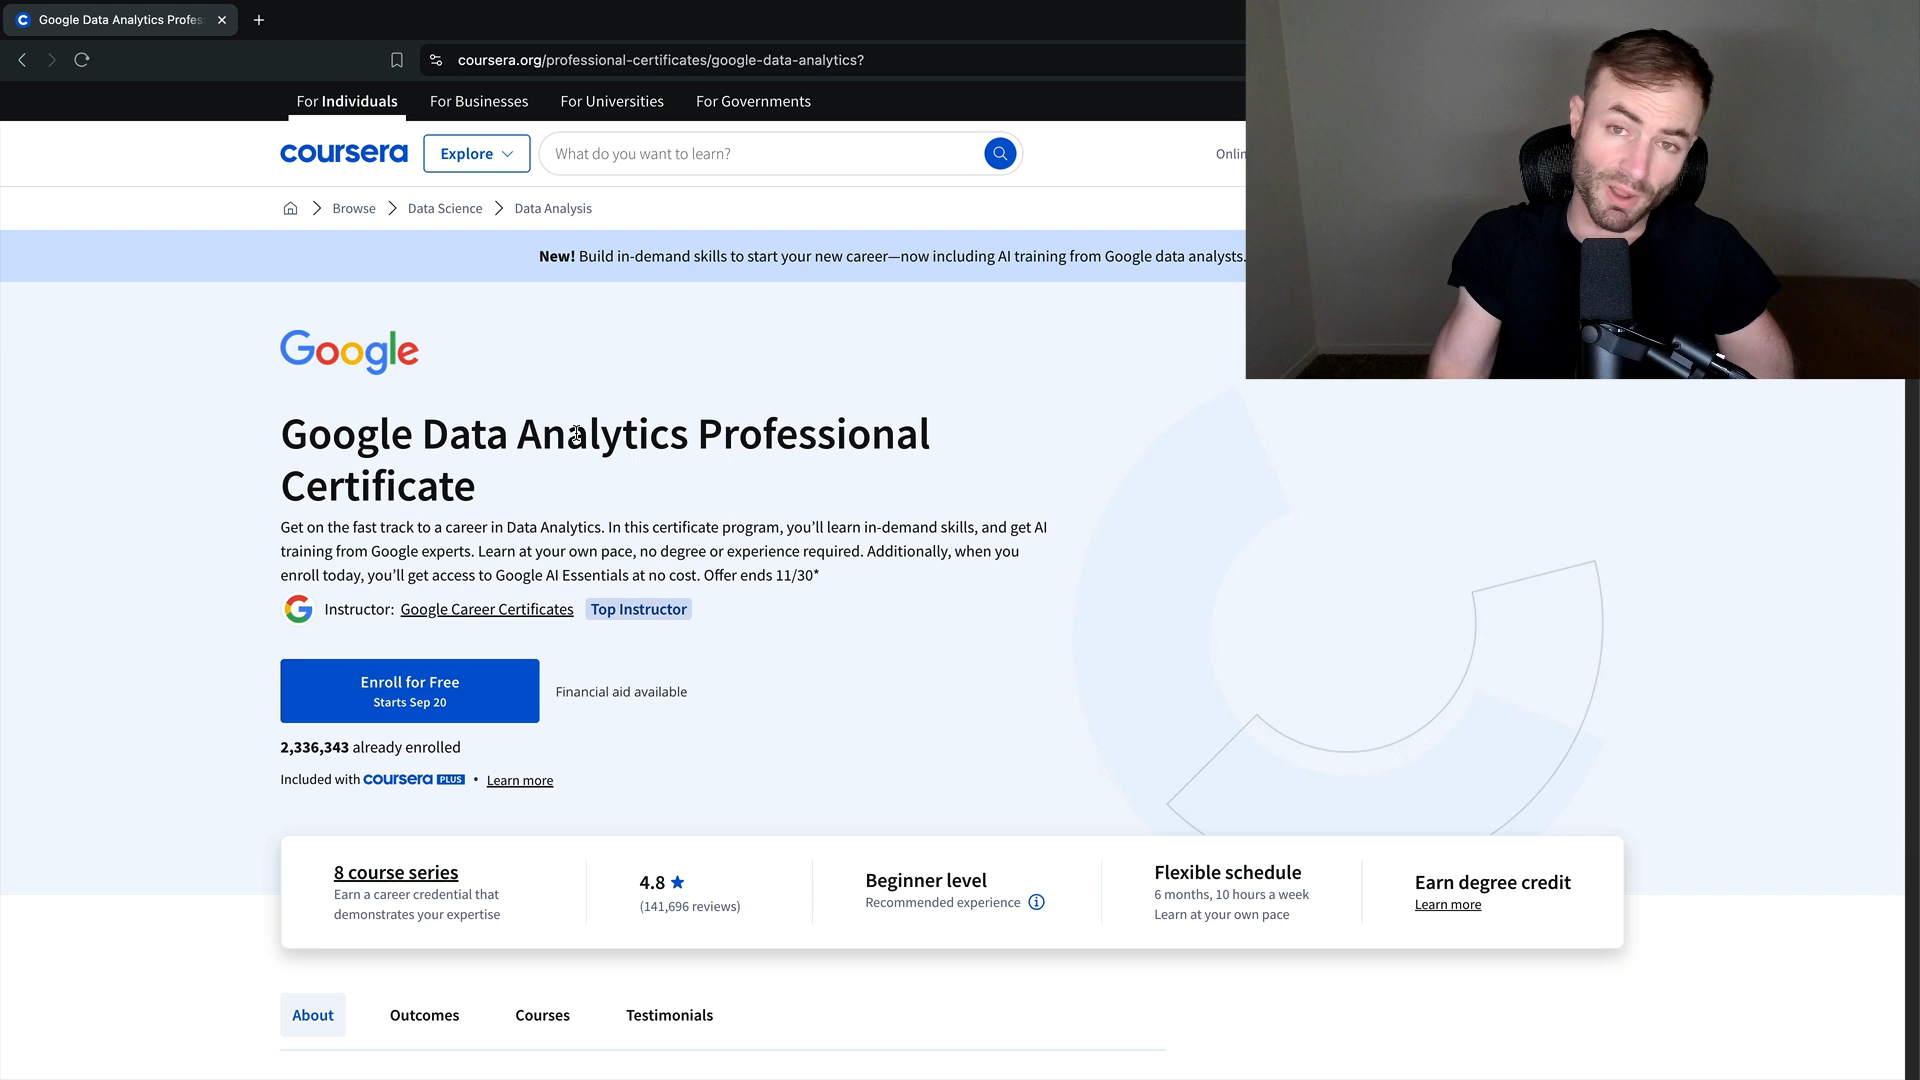 Google Data Analytics Profes
coursera.org/professional-certificates/google-data-analytics?
For Individuals
For Businesses
For Universities
For Governments
coursera
Explore
What do you want to learn?
Onlin
Browse
Data Science
Data Analysis
New! Build in-demand skills to start your new career—now including AI training from Google data analysts.
Google
Google Data Analytics Professional
Certificate
Get on the fast track to a career in Data Analytics. In this certificate program, you’ll learn in-demand skills, and get AI
training from Google experts. Learn at your own pace, no degree or experience required. Additionally, when you
enroll today, you’ll get access to Google AI Essentials at no cost. Offer ends 11/30*
Instructor: Google Career Certificates Top Instructor
Enroll for Free
Starts Sep 20
Financial aid available
2,336,343 already enrolled
Included with coursera PLUS • Learn more
8 course series
Earn a career credential that
demonstrates your expertise
4.8
(141,696 reviews)
Beginner level
Recommended experience
Flexible schedule
6 months, 10 hours a week
Learn at your own pace
Earn degree credit
Learn more
About
Outcomes
Courses
Testimonials